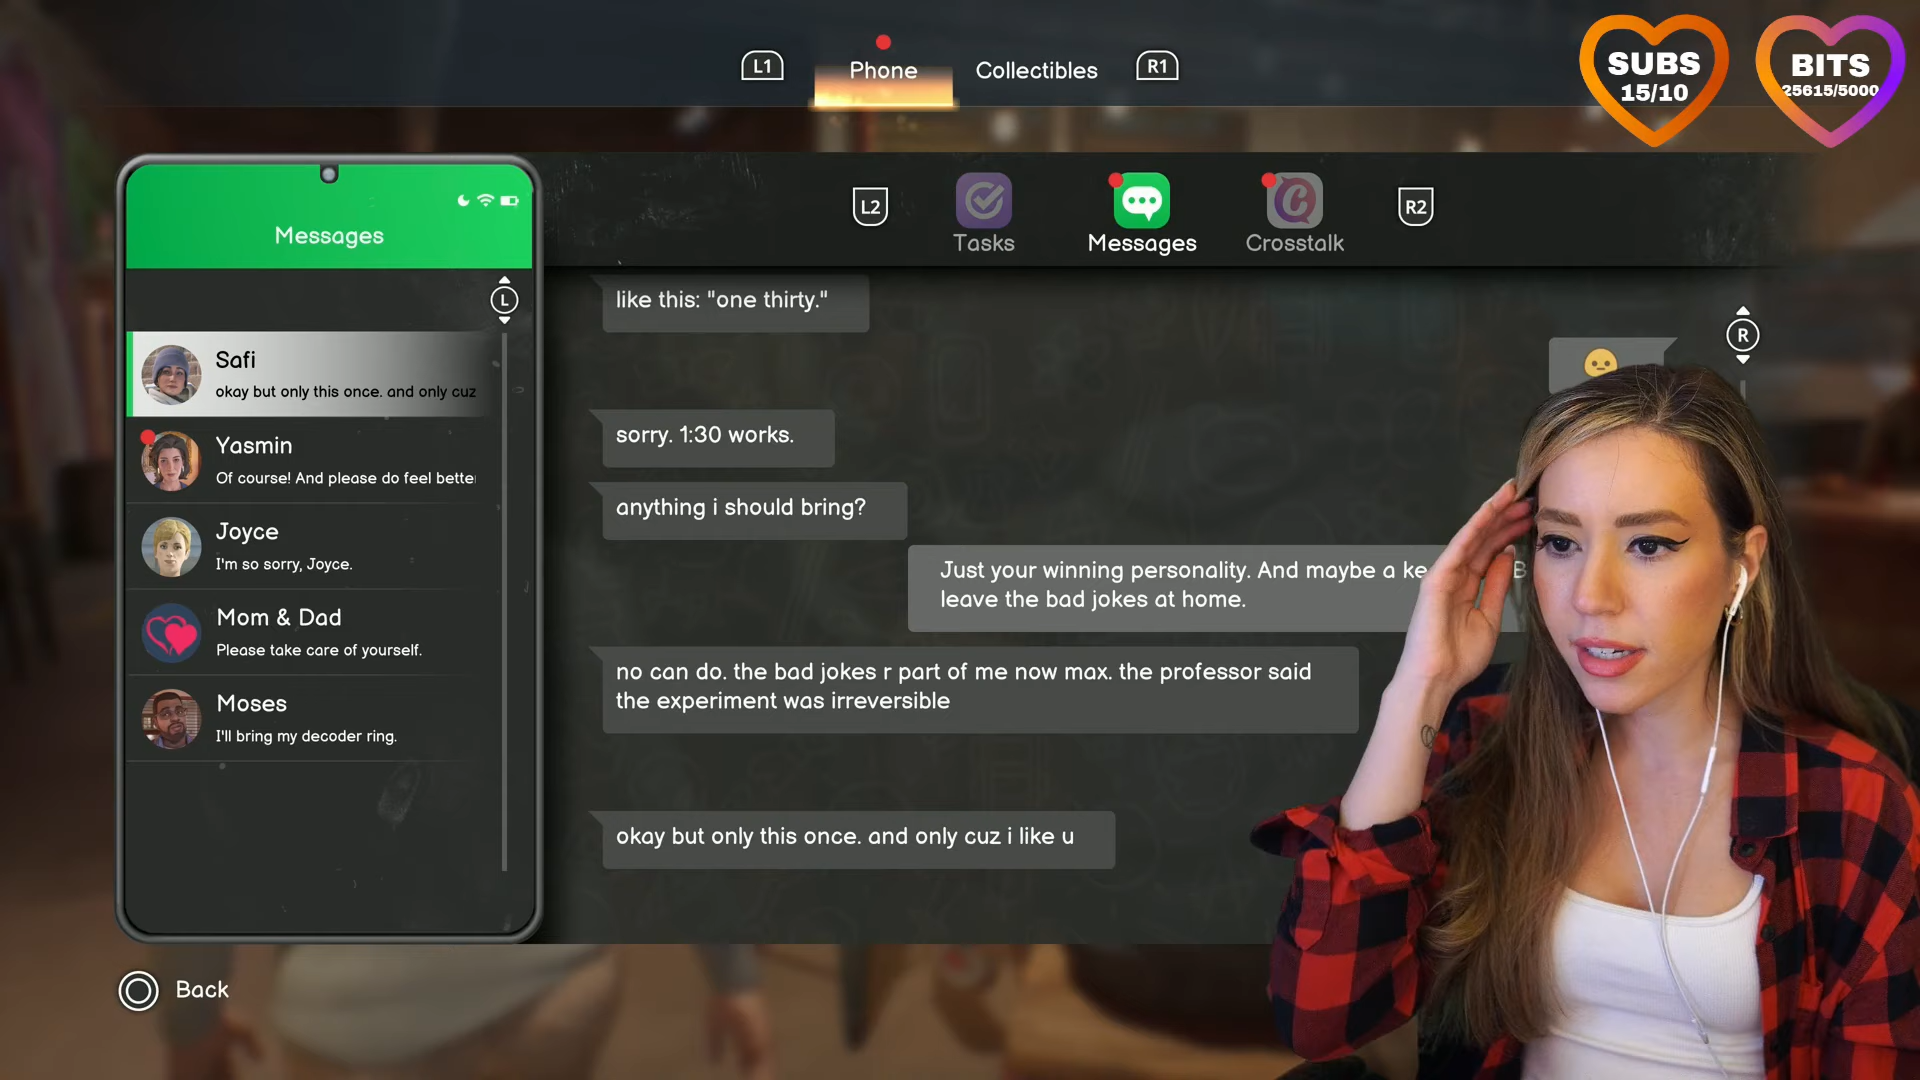 L1
Phone
Collectibles
R1
SUBS
15/10
BITS
25615/5000
Messages
L2
Tasks
Messages
Crosstalk
R2
L
Safi
okay but only this once. and only cuz
Yasmin
Of course! And please do feel better
Joyce
I'm so sorry, Joyce.
Mom & Dad
Please take care of yourself.
Moses
I'll bring my decoder ring.
like this: "one thirty."
R
sorry. 1:30 works.
anything i should bring?
Just your winning personality. And maybe a
leave the bad jokes at home.
no can do. the bad jokes r part of me now max. the professor said
the experiment was irreversible
okay but only this once. and only cuz i like u
Back